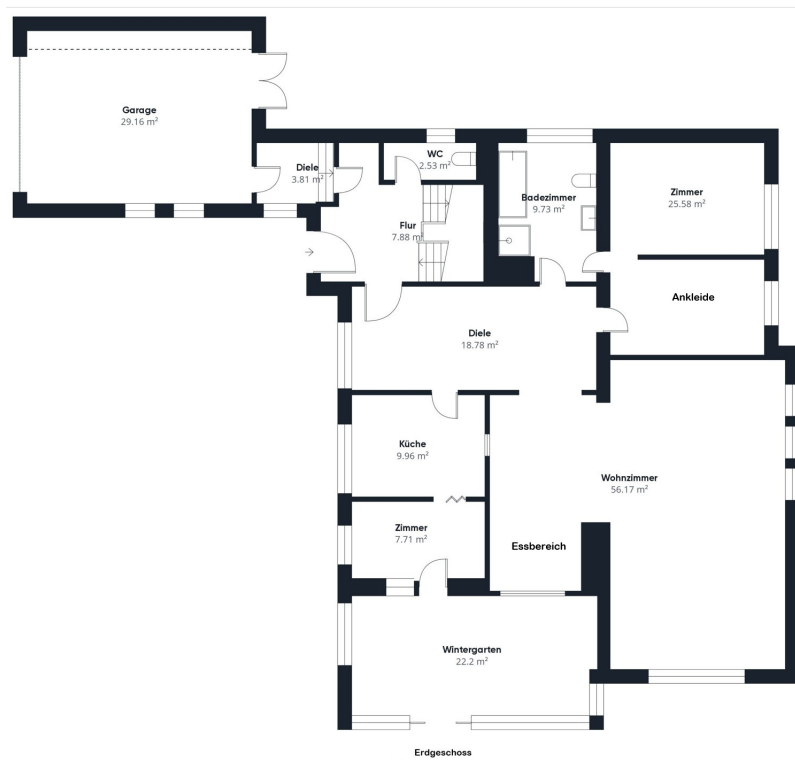 Garage
29.16 m²
WC
2.53 m²
Diele
3.81 m²
Badezimmer
9.73 m²
Zimmer
25.58 m²
Flur
7.88 m²
Ankleide
Diele
18.78 m²
Küche
9.96 m²
Wohnzimmer
56.17 m²
Zimmer
7.71 m²
Essbereich
Wintergarten
22.2 m²
Erdgeschoss